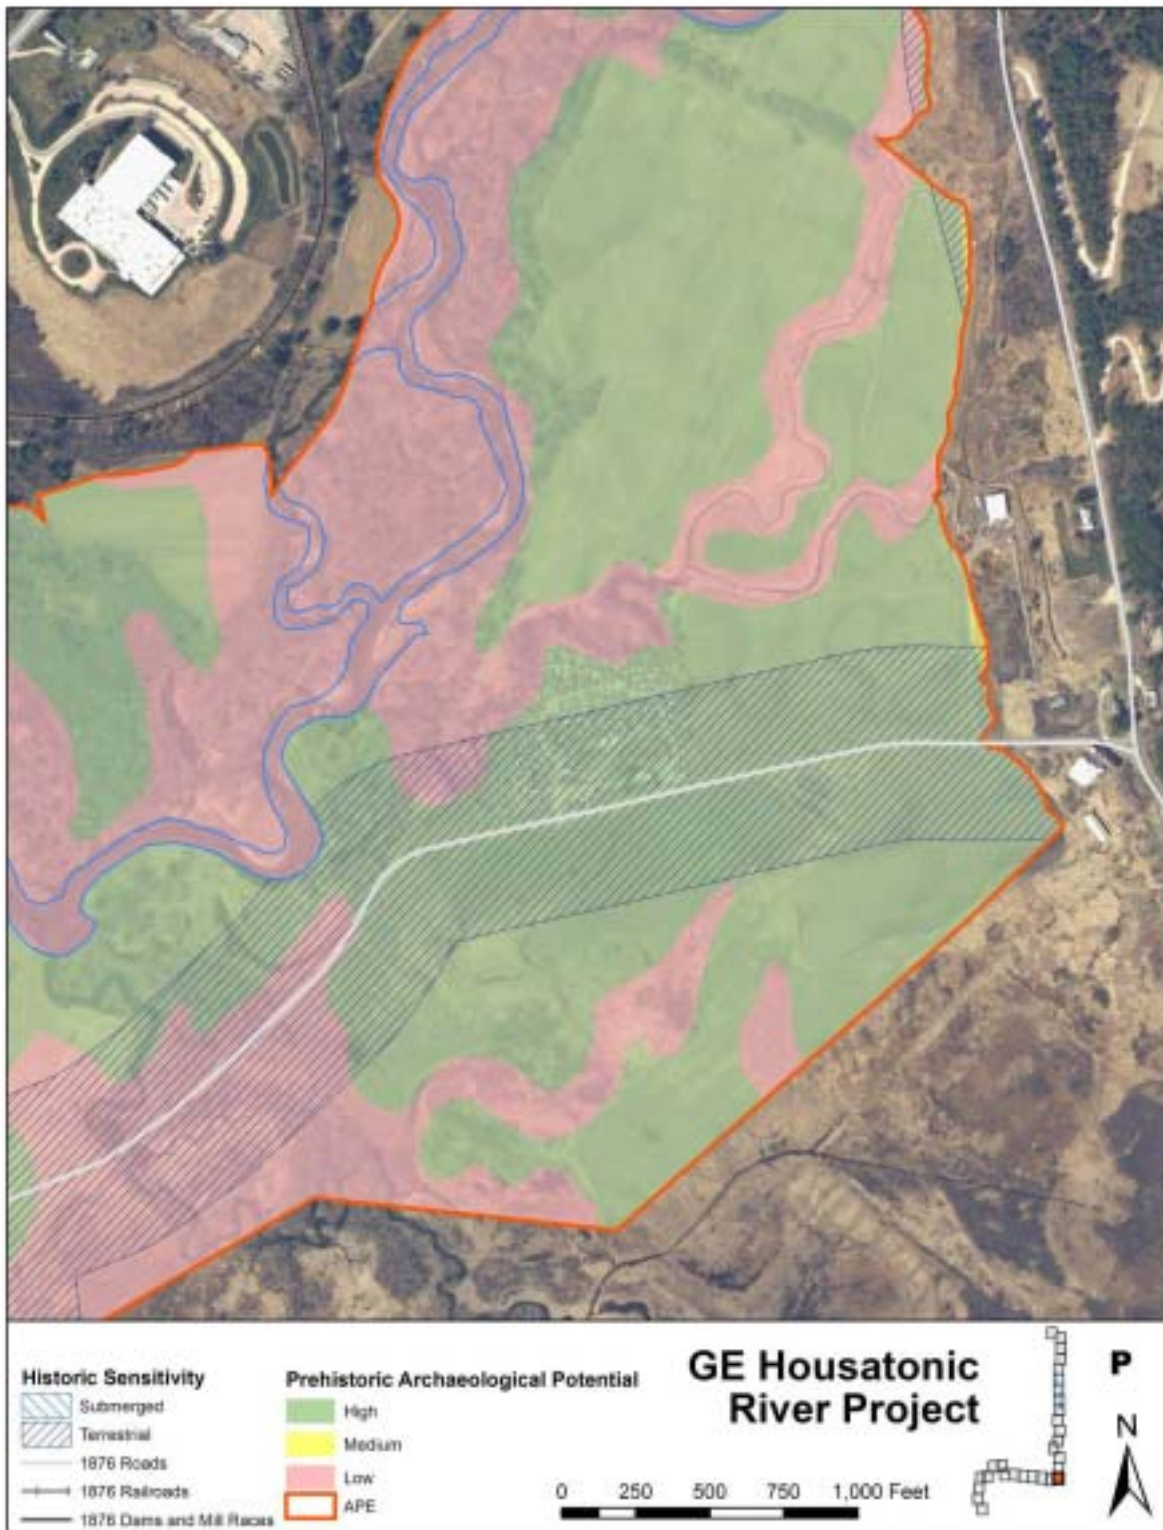 Historic Sensitivity
Submerged
Terrestrial
1876 Roads
1876 Railroads
1876 Dams and Mill Races
Prehistoric Archaeological Potential
High
Medium
Low
APE
GE Housatonic
River Project
0 250 500 750 1,000 Feet
P
N